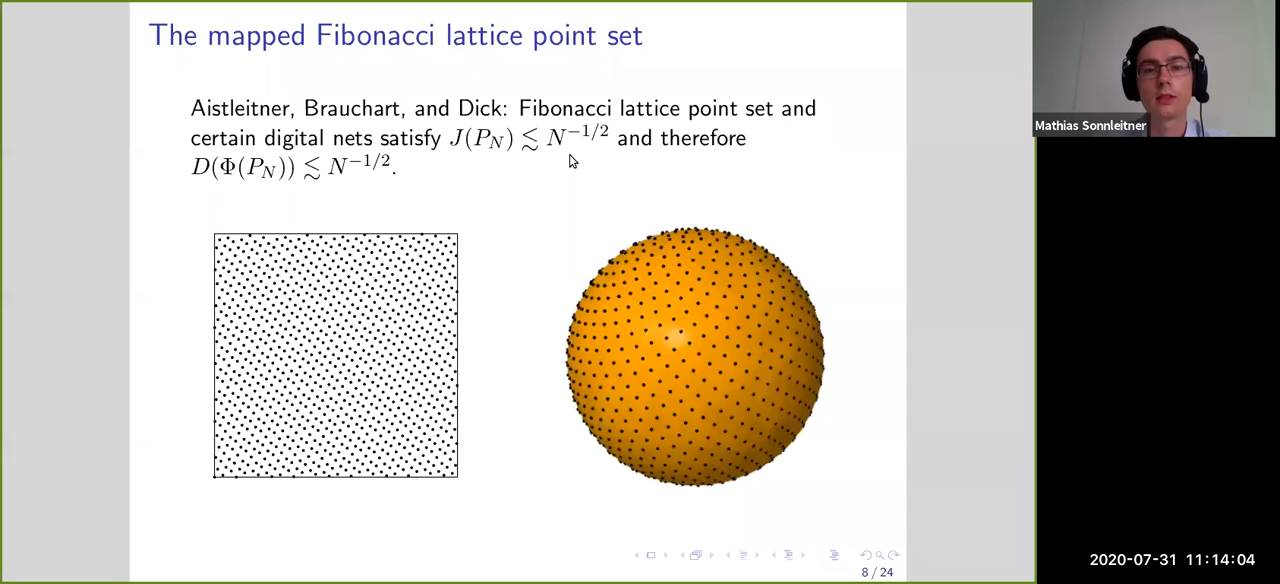 The mapped Fibonacci lattice point set
Aistleitner, Brauchart, and Dick: Fibonacci lattice point set and
certain digital nets satisfy J(P_N) ≲ N^{-1/2} and therefore
D(Φ(P_N)) ≲ N^{-1/2}.
8 / 24
Mathias Sonnleitner
2020-07-31 11:14:04